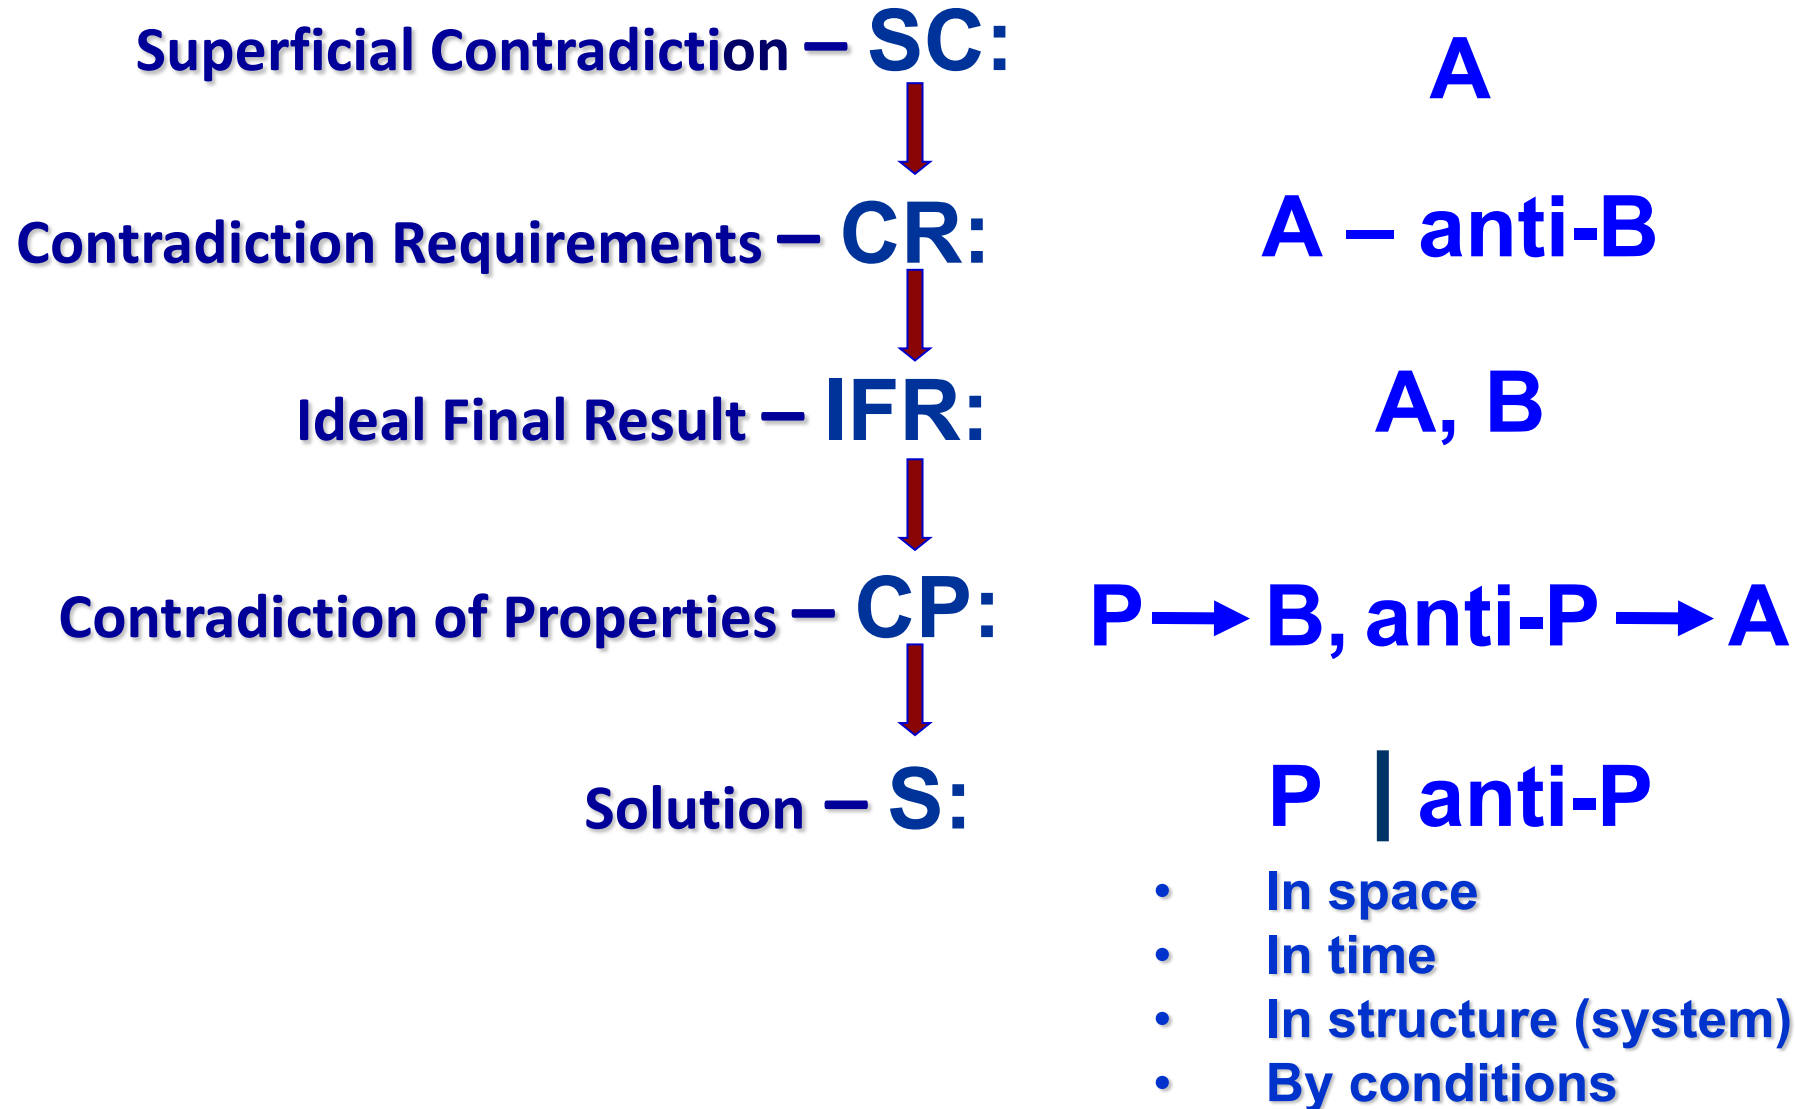 Superficial Contradiction – SC: A
Contradiction Requirements – CR: A – anti-B
Ideal Final Result – IFR: A, B
Contradiction of Properties – CP: P → B, anti-P → A
Solution – S: P | anti-P
• In space
• In time
• In structure (system)
• By conditions